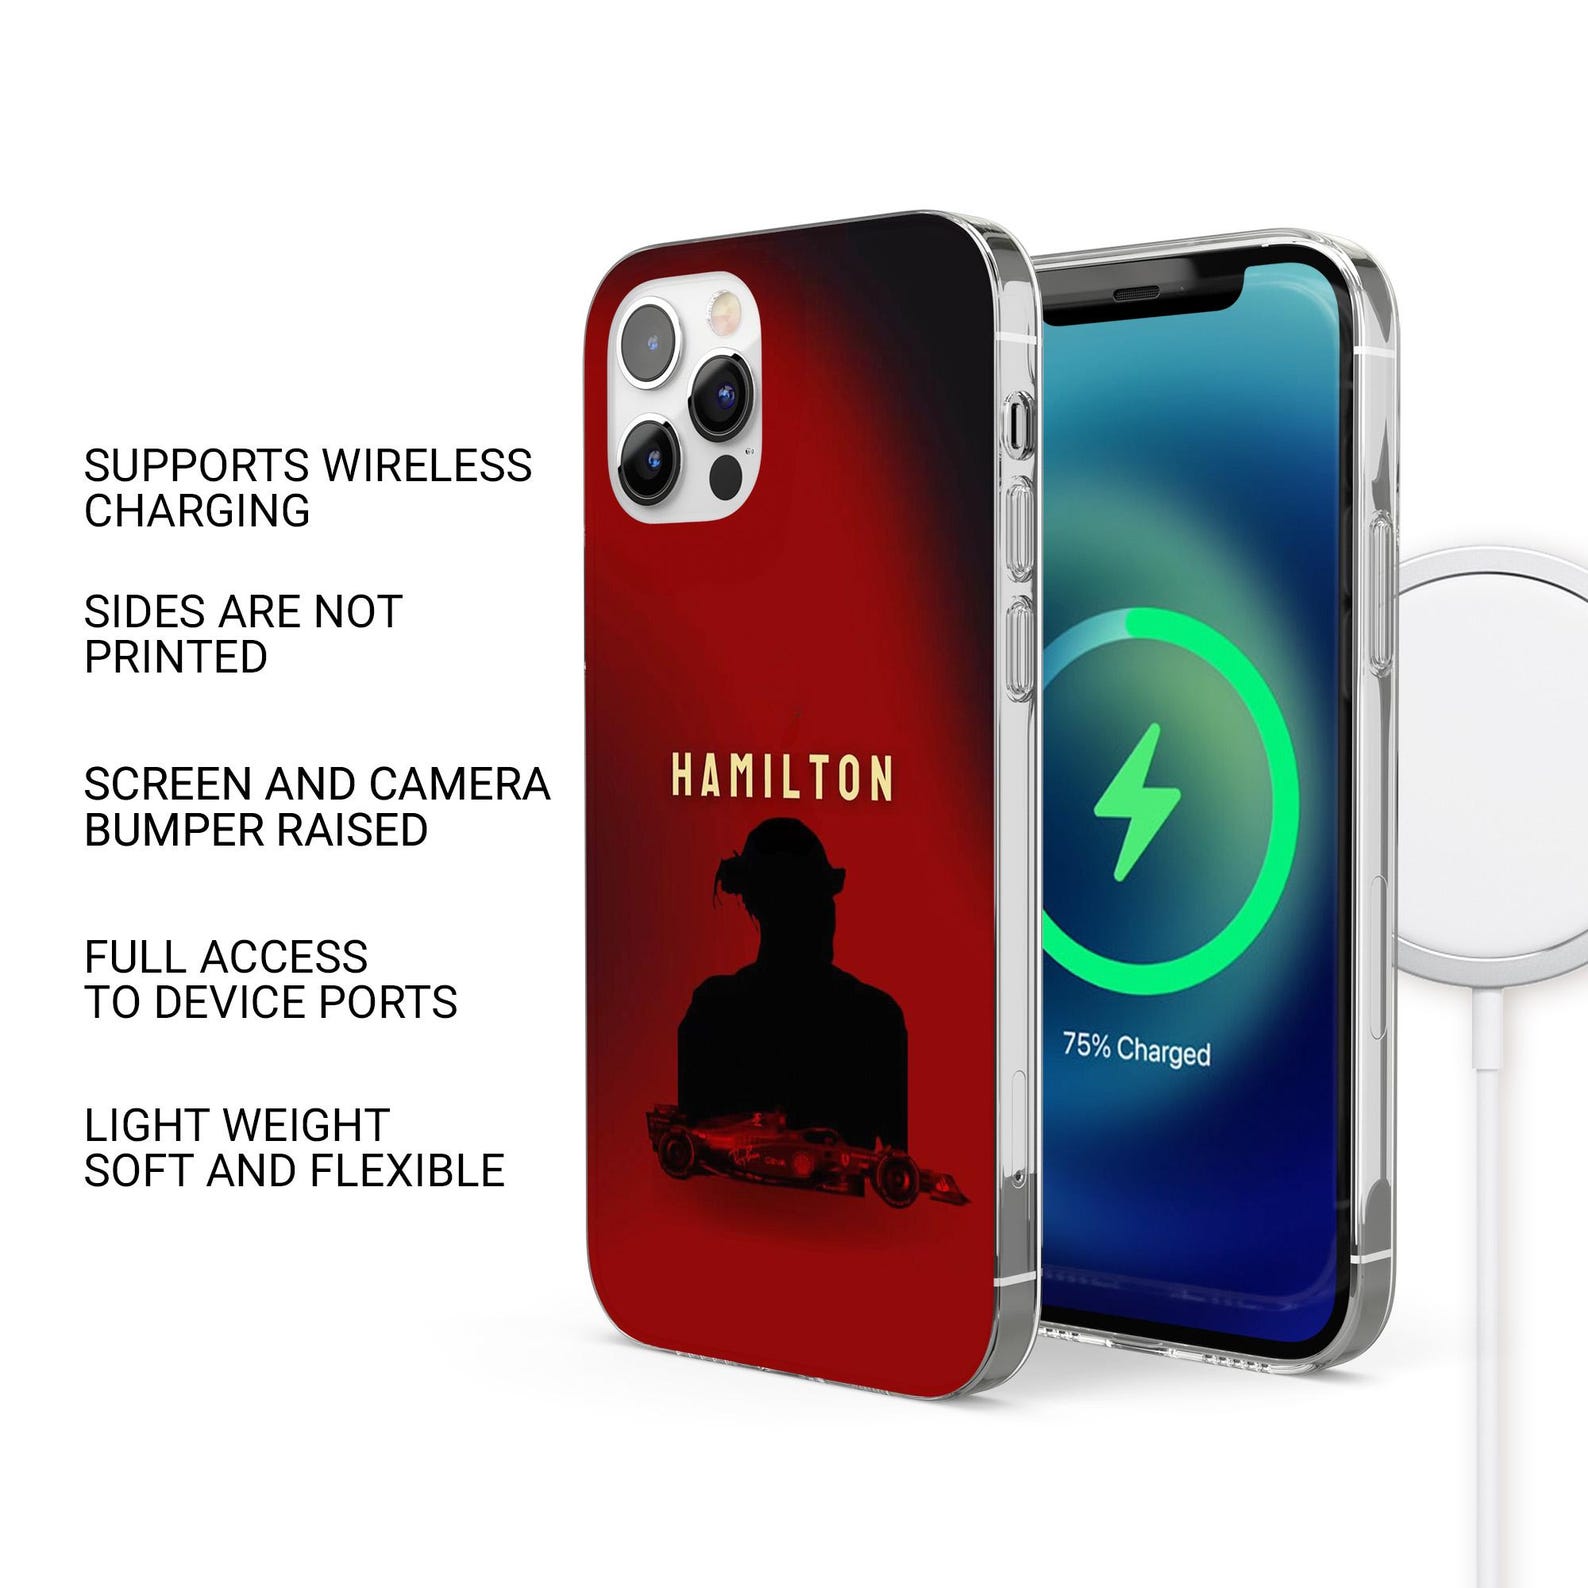 SUPPORTS WIRELESS
CHARGING
SIDES ARE NOT
PRINTED
SCREEN AND CAMERA
BUMPER RAISED
FULL ACCESS
TO DEVICE PORTS
LIGHT WEIGHT
SOFT AND FLEXIBLE
HAMILTON
75% Charged